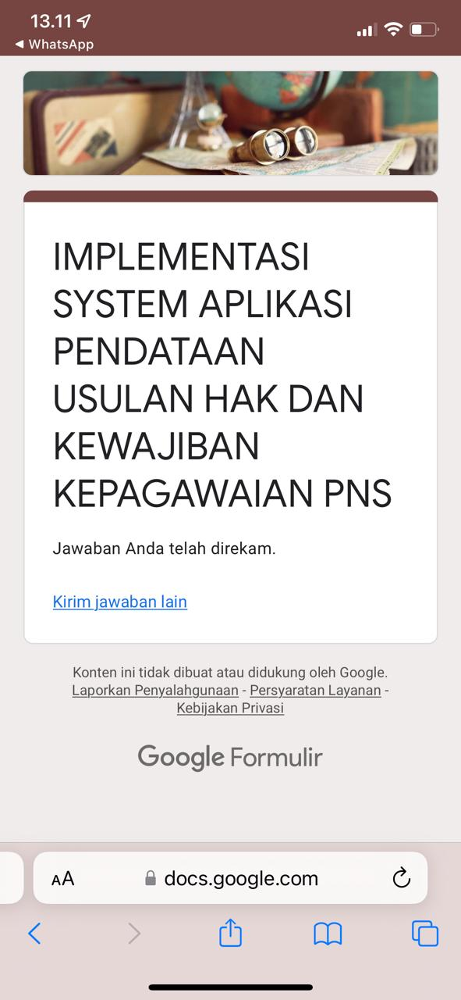 13.11
WhatsApp
IMPLEMENTASI
SYSTEM APLIKASI
PENDATAAN
USULAN HAK DAN
KEWAJIBAN
KEPAGAWAIAN PNS
Jawaban Anda telah direkam.
Kirim jawaban lain
Konten ini tidak dibuat atau didukung oleh Google.
Laporkan Penyalahgunaan - Persyaratan Layanan -
Kebijakan Privasi
Google Formulir
AA docs.google.com